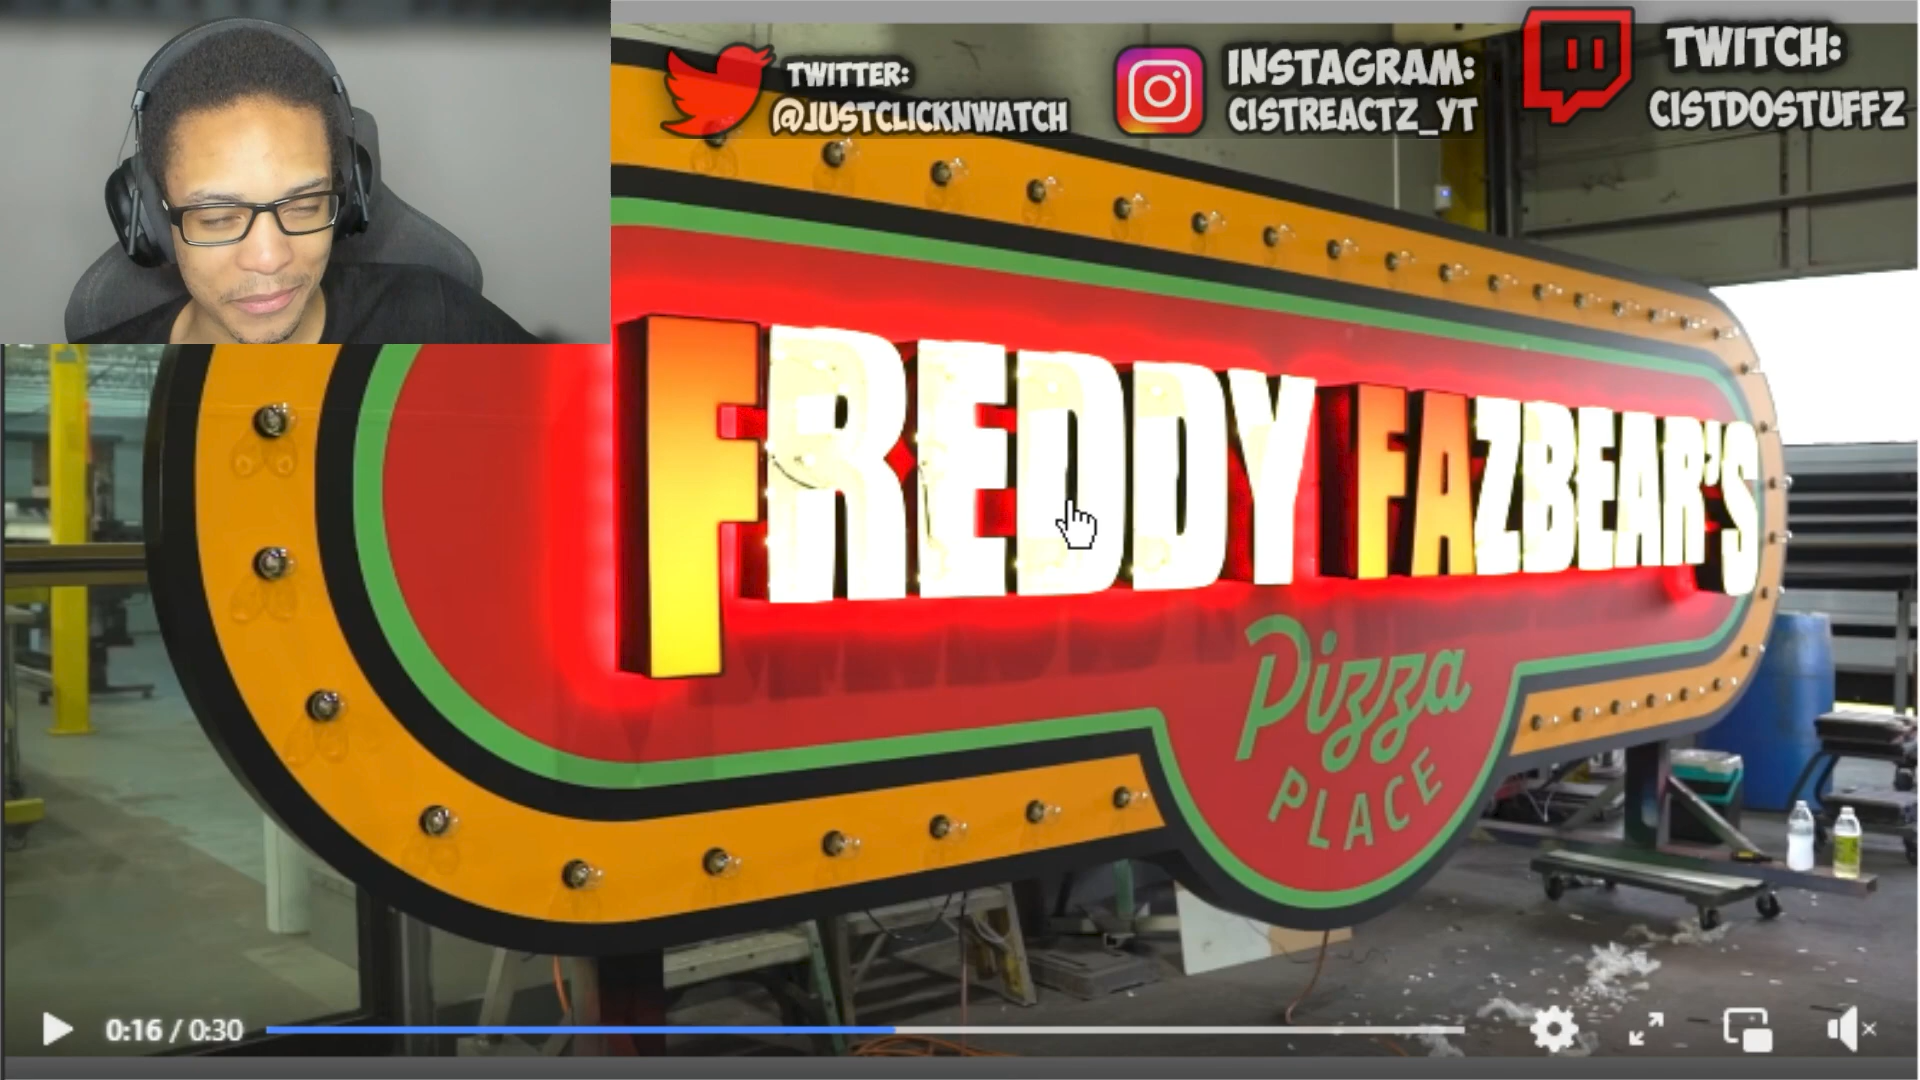 TWITTER:
@JUSTCLICKNWATCH
INSTAGRAM:
CISTREACTZ_YT
TWITCH:
CISTDOSTUFFZ
FREDDY FAZBEAR'S
Pizza
PLACE
0:16 / 0:30